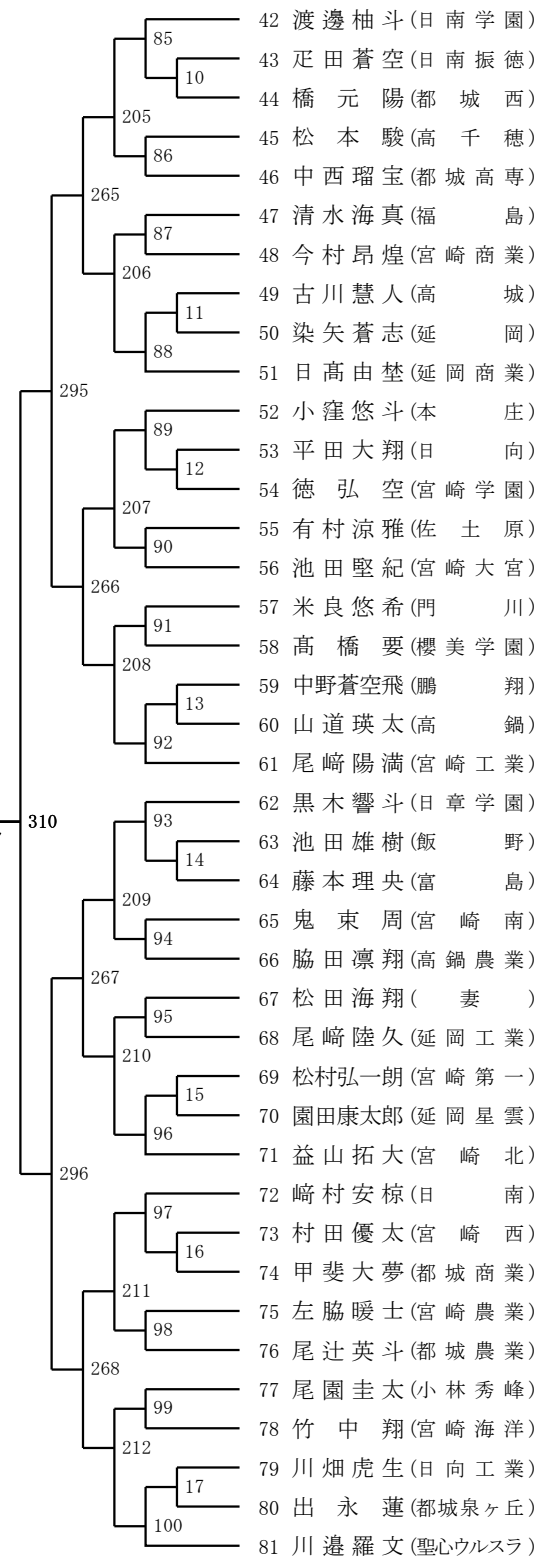 42 渡邊柚斗(日南学園)
85
43 疋田蒼空(日南振徳)
10
44 橋元陽(都城西)
205
45 松本駿(高千穂)
86
46 中西瑠宝(都城高専)
265
47 清水海真(福島)
87
48 今村昂煌(宮崎商業)
206
49 古川慧人(高城)
11
50 染矢蒼志(延岡)
88
51 日髙由埜(延岡商業)
295
52 小窪悠斗(本庄)
89
53 平田大翔(日向)
12
54 徳弘空(宮崎学園)
207
55 有村涼雅(佐土原)
90
56 池田堅紀(宮崎大宮)
266
57 米良悠希(門川)
91
58 髙橋要(櫻美学園)
208
59 中野蒼空飛(鵬翔)
13
60 山道瑛太(高鍋)
92
61 尾﨑陽満(宮崎工業)
310
62 黒木響斗(日章学園)
93
63 池田雄樹(飯野)
14
64 藤本理央(富島)
209
65 鬼束周(宮崎南)
94
66 脇田凛翔(高鍋農業)
267
67 松田海翔(妻)
95
68 尾﨑陸久(延岡工業)
210
69 松村弘一朗(宮崎第一)
15
70 園田康太郎(延岡星雲)
96
71 益山拓大(宮崎北)
296
72 﨑村安椋(日南)
97
73 村田優太(宮崎西)
16
74 甲斐大夢(都城商業)
211
75 左脇暖士(宮崎農業)
98
76 尾辻英斗(都城農業)
268
77 尾園圭太(小林秀峰)
99
78 竹中翔(宮崎海洋)
212
79 川畑虎生(日向工業)
17
80 出永蓮(都城泉ヶ丘)
100
81 川邉羅文(聖心ウルスラ)